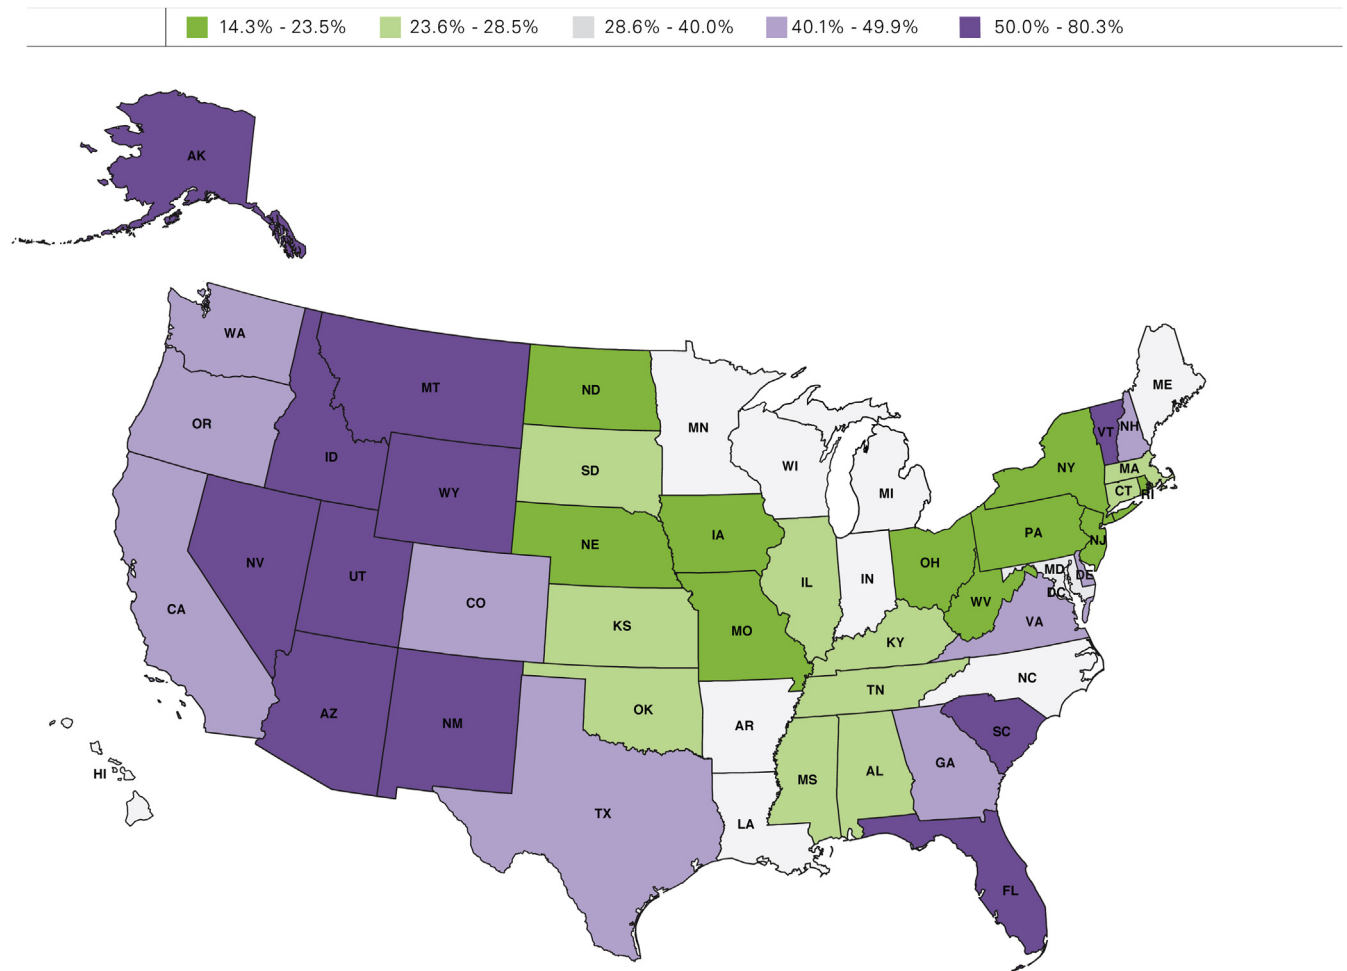 14.3% - 23.5% 23.6% - 28.5% 28.6% - 40.0% 40.1% - 49.9% 50.0% - 80.3%
AK
WA
MT
ND
ME
OR
MN
VT
NH
ID
SD
WI
NY
MA
WY
MI
CT
RI
NE
IA
PA
NJ
NV
OH
UT
IL
IN
MD
DE
DC
CO
WV
CA
KS
MO
VA
KY
NC
TN
AZ
NM
OK
AR
SC
HI
MS
AL
GA
TX
LA
FL